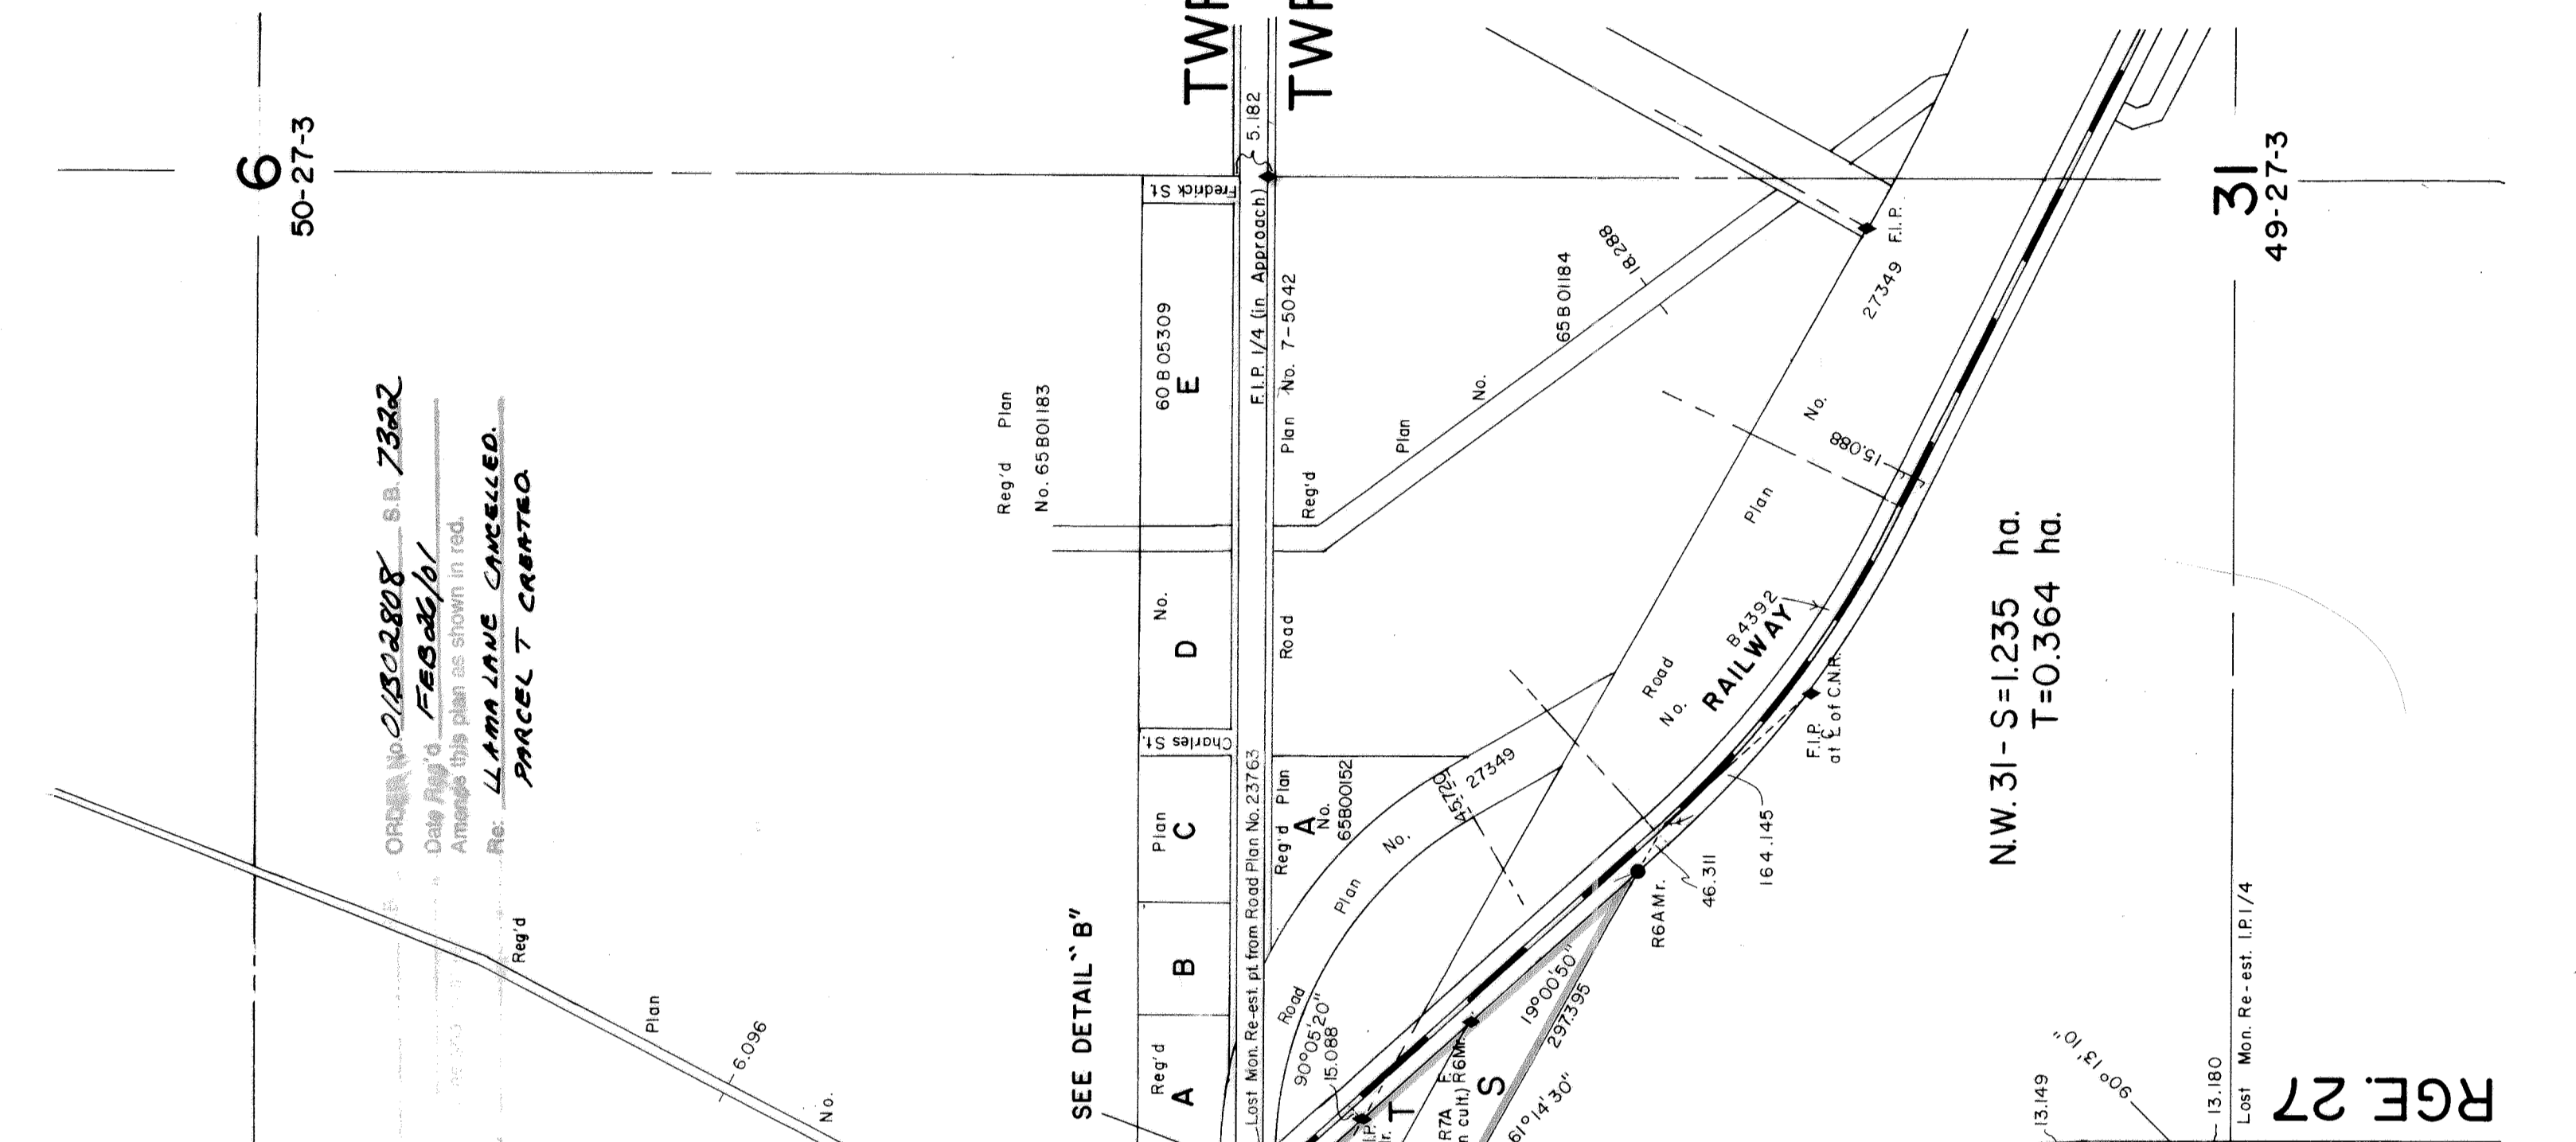 6
50-27-3
TWP
TWP
5.182
31
49-27-3
ORDER No. 01B02808 S.B. 7322
Date Reg'd FEB 26/01
Amends this plan as shown in red.
Re: LLAMA LANE CANCELLED.
PARCEL T CREATED.
Reg'd Plan
No. 65B01183
Fredrick St.
Charles St.
Reg'd Plan No. 60B05309
A B C D E
F.I.P. 1/4 (in Approach)
Lost Mon. Re-est. pt. from Road Plan No. 23763
Road Plan No. 7-5042
Reg'd Plan No. 65B01184
18.288
Reg'd Plan
A
No.
65B00152
F.I.P.
Road Plan No. 27349
15.088
Road Plan No. 27349
45.720
B4392
RAILWAY
No.
F.I.P.
at ℄ of C.N.R.
164.145
46.311
R6AMr.
19°00'50"
297.395
61°14'30"
90°05'20"
15.088
R6Mr.
R7A
n cult.)
T
S
N.W. 31 - S=1.235 ha.
T=0.364 ha.
Reg'd Plan No.
6.096
SEE DETAIL "B"
13.149
90°13'10"
13.180
Lost Mon. Re-est. I.P. 1/4
RGE. 27